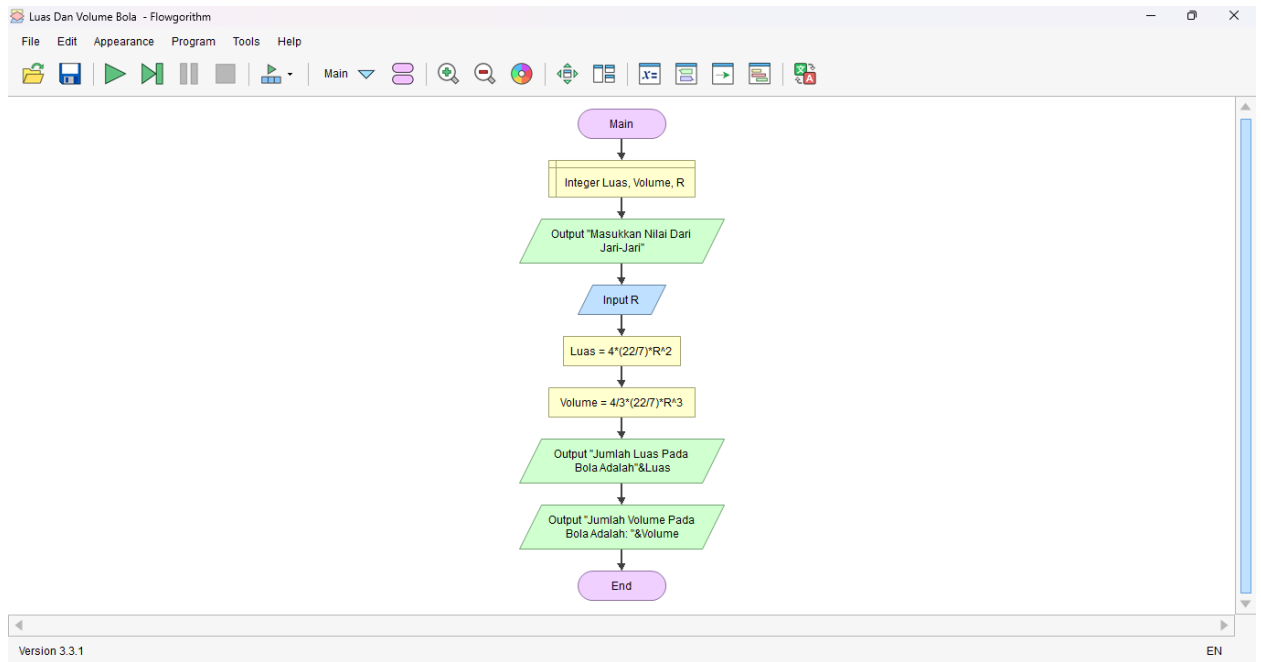 Luas Dan Volume Bola - Flowgorithm
File Edit Appearance Program Tools Help
Main
x=
Main
Integer Luas, Volume, R
Output "Masukkan Nilai Dari
Jari-Jari"
Input R
Luas = 4*(22/7)*R^2
Volume = 4/3*(22/7)*R^3
Output "Jumlah Luas Pada
Bola Adalah"&Luas
Output "Jumlah Volume Pada
Bola Adalah: "&Volume
End
Version 3.3.1
EN